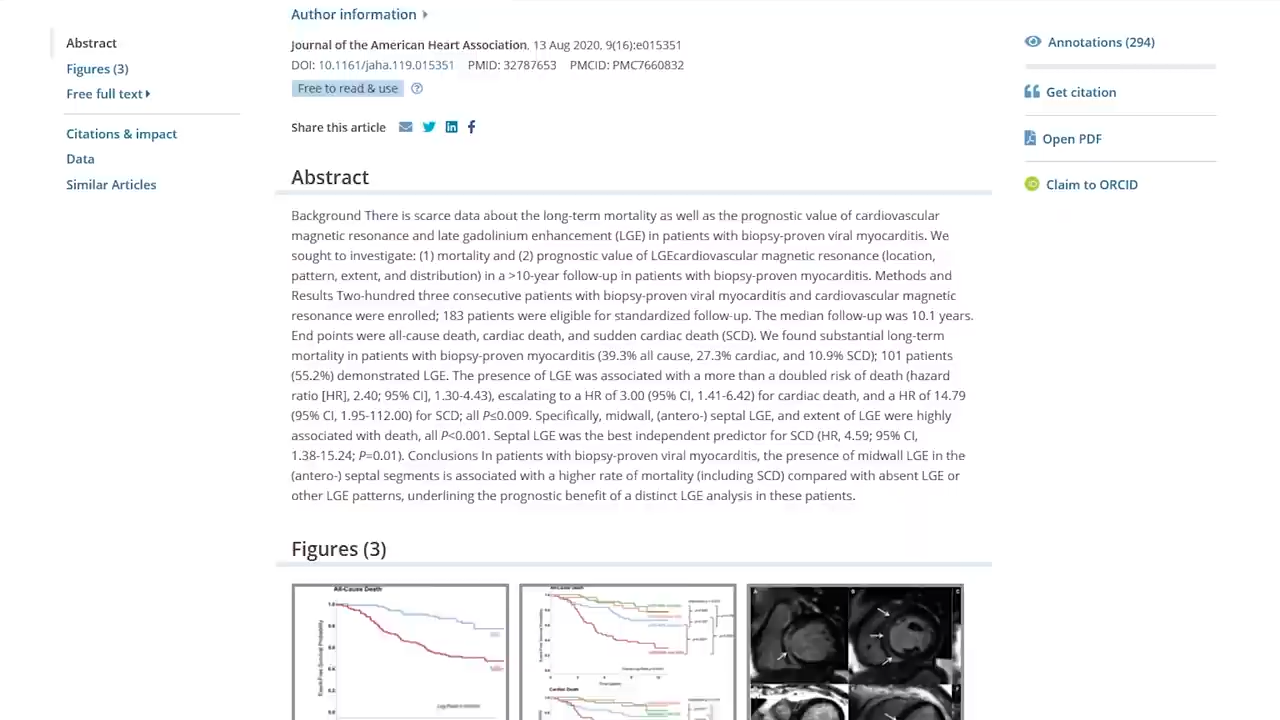 Author information
Abstract
Figures (3)
Free full text
Citations & impact
Data
Similar Articles
Journal of the American Heart Association, 13 Aug 2020, 9(16):e015351
DOI: 10.1161/jaha.119.015351 PMID: 32787653 PMCID: PMC7660832
Free to read & use
Share this article
Annotations (294)
Get citation
Open PDF
Claim to ORCID
Abstract
Background There is scarce data about the long-term mortality as well as the prognostic value of cardiovascular
magnetic resonance and late gadolinium enhancement (LGE) in patients with biopsy-proven viral myocarditis. We
sought to investigate: (1) mortality and (2) prognostic value of LGEcardiovascular magnetic resonance (location,
pattern, extent, and distribution) in a >10-year follow-up in patients with biopsy-proven myocarditis. Methods and
Results Two-hundred three consecutive patients with biopsy-proven viral myocarditis and cardiovascular magnetic
resonance were enrolled; 183 patients were eligible for standardized follow-up. The median follow-up was 10.1 years.
End points were all-cause death, cardiac death, and sudden cardiac death (SCD). We found substantial long-term
mortality in patients with biopsy-proven myocarditis (39.3% all cause, 27.3% cardiac, and 10.9% SCD); 101 patients
(55.2%) demonstrated LGE. The presence of LGE was associated with a more than a doubled risk of death (hazard
ratio [HR], 2.40; 95% CI], 1.30-4.43), escalating to a HR of 3.00 (95% CI, 1.41-6.42) for cardiac death, and a HR of 14.79
(95% CI, 1.95-112.00) for SCD; all P≤0.009. Specifically, midwall, (antero-) septal LGE, and extent of LGE were highly
associated with death, all P<0.001. Septal LGE was the best independent predictor for SCD (HR, 4.59; 95% CI,
1.38-15.24; P=0.01). Conclusions In patients with biopsy-proven viral myocarditis, the presence of midwall LGE in the
(antero-) septal segments is associated with a higher rate of mortality (including SCD) compared with absent LGE or
other LGE patterns, underlining the prognostic benefit of a distinct LGE analysis in these patients.
Figures (3)
All-Cause Death
Event-Free Survival Probability
Cardiac Death
A
B
C